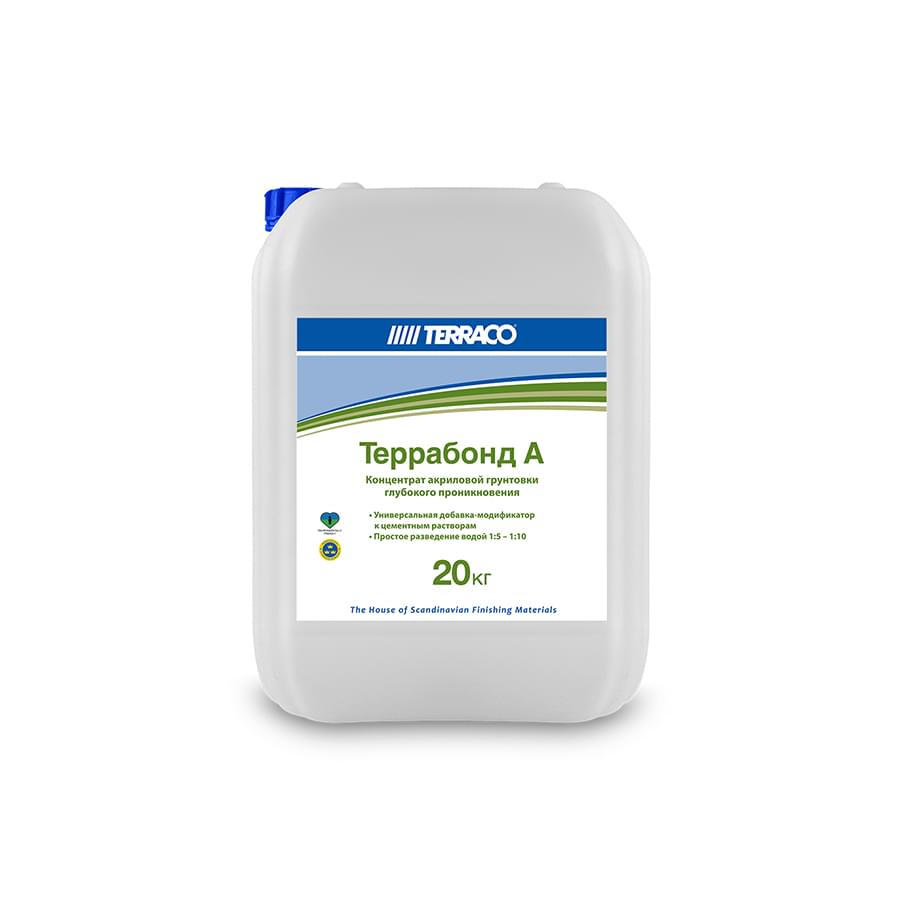 TERRACO
Террабонд А
Концентрат акриловой грунтовки
глубокого проникновения
• Универсальная добавка-модификатор
к цементным растворам
• Простое разведение водой 1:5 – 1:10
20кг
The House of Scandinavian Finishing Materials